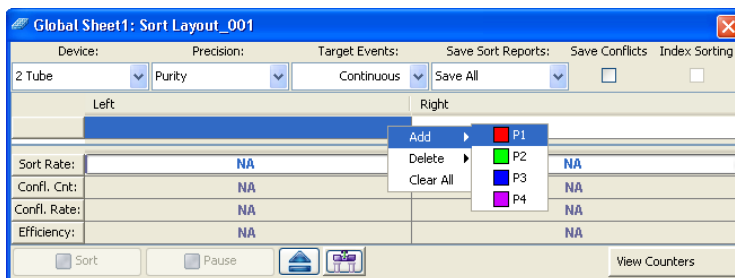 Global Sheet1: Sort Layout_001
Device: Precision: Target Events: Save Sort Reports: Save Conflicts Index Sorting
2 Tube Purity Continuous Save All
Left Right
Add P1
Delete P2
Clear All P3
P4
Sort Rate: NA NA
Confl. Cnt: NA NA
Confl. Rate: NA NA
Efficiency: NA NA
Sort Pause View Counters